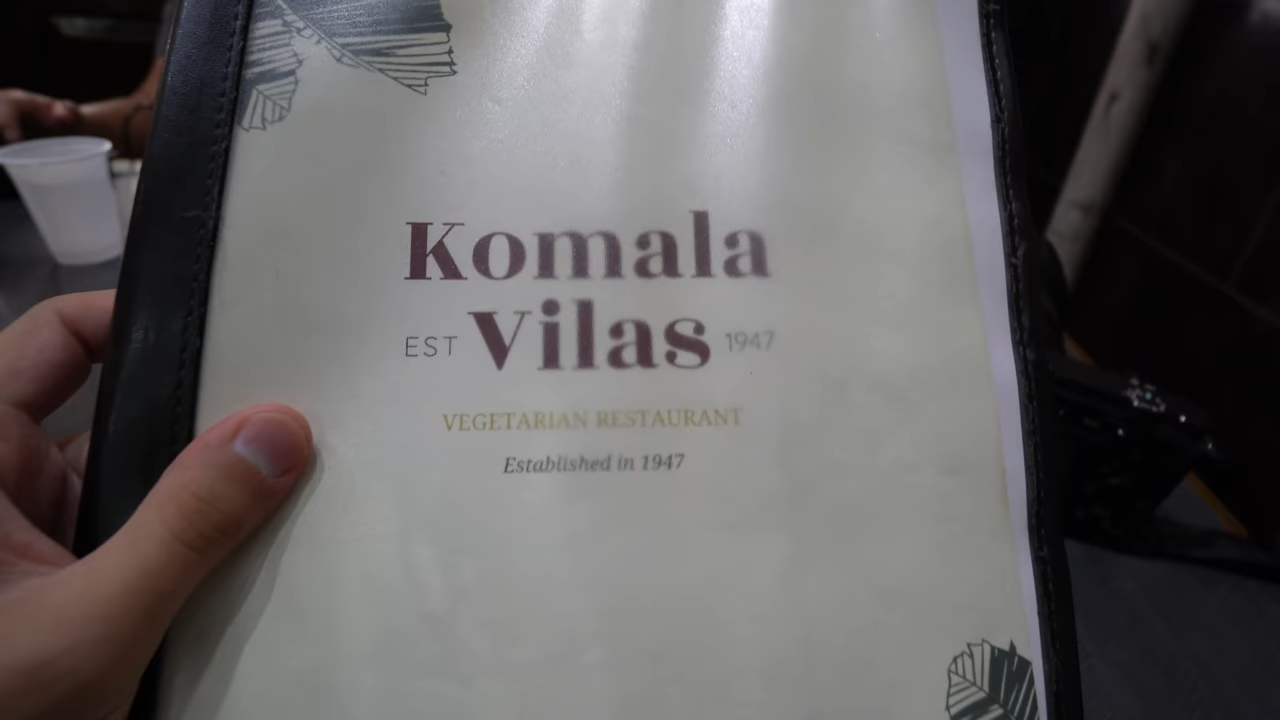 Komala
EST Vilas 1947
VEGETARIAN RESTAURANT
Established in 1947